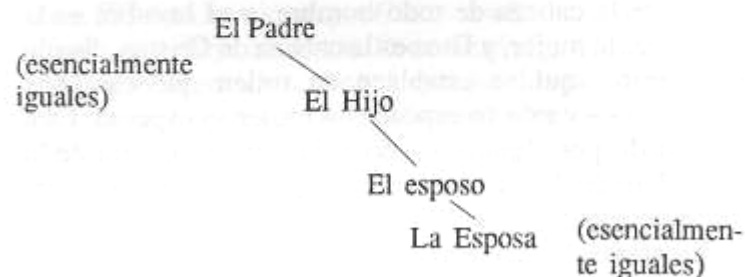 El Padre
(esencialmente
iguales)
El Hijo
El esposo
La Esposa
(esencialmen-
te iguales)